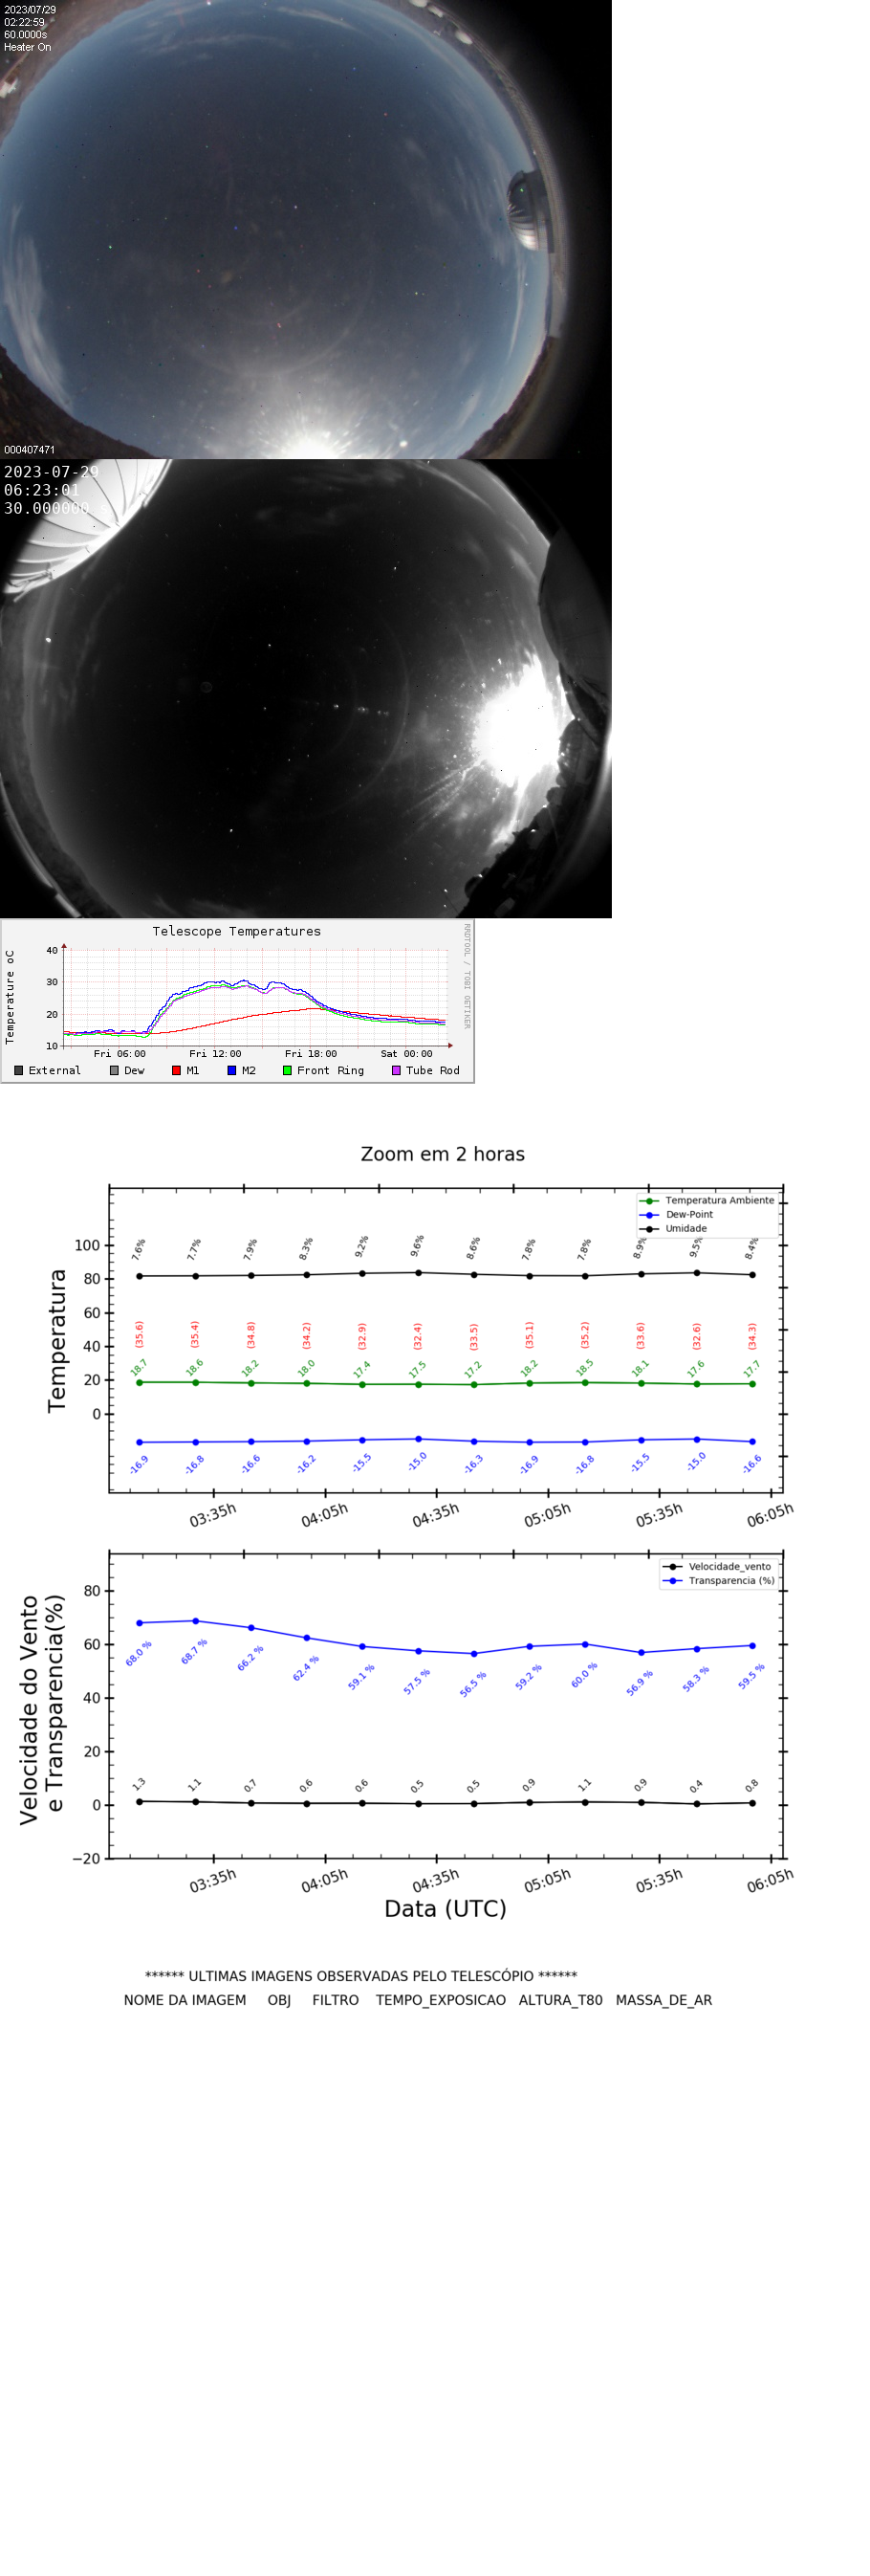 2023/07/29
02:22:59
60.0000s
Heater On
000407471
2023-07-29
06:23:01
30.000000 s
Telescope Temperatures
RRDTOOL / TOBI OETIKER
Temperature oC
40
30
20
10
Fri 06:00 Fri 12:00 Fri 18:00 Sat 00:00
External Dew M1 M2 Front Ring Tube Rod
Zoom em 2 horas
Temperatura Ambiente
Dew-Point
Umidade
Temperatura
100
80
60
40
20
0
7.6% 7.7% 7.9% 8.3% 9.2% 9.6% 8.6% 7.8% 7.8% 8.9% 9.5% 8.4%
(35.6) (35.4) (34.8) (34.2) (32.9) (32.4) (33.5) (35.1) (35.2) (33.6) (32.6) (34.3)
18.7 18.6 18.2 18.0 17.4 17.5 17.2 18.2 18.5 18.1 17.6 17.7
-16.9 -16.8 -16.6 -16.2 -15.5 -15.0 -16.3 -16.9 -16.8 -15.5 -15.0 -16.6
03:35h 04:05h 04:35h 05:05h 05:35h 06:05h
Velocidade_vento
Transparencia (%)
Velocidade do Vento
e Transparencia(%)
80
60
40
20
0
−20
68.0 % 68.7 % 66.2 % 62.4 % 59.1 % 57.5 % 56.5 % 59.2 % 60.0 % 56.9 % 58.3 % 59.5 %
1.3 1.1 0.7 0.6 0.6 0.5 0.5 0.9 1.1 0.9 0.4 0.8
03:35h 04:05h 04:35h 05:05h 05:35h 06:05h
Data (UTC)
****** ULTIMAS IMAGENS OBSERVADAS PELO TELESCÓPIO ******
NOME DA IMAGEM OBJ FILTRO TEMPO_EXPOSICAO ALTURA_T80 MASSA_DE_AR